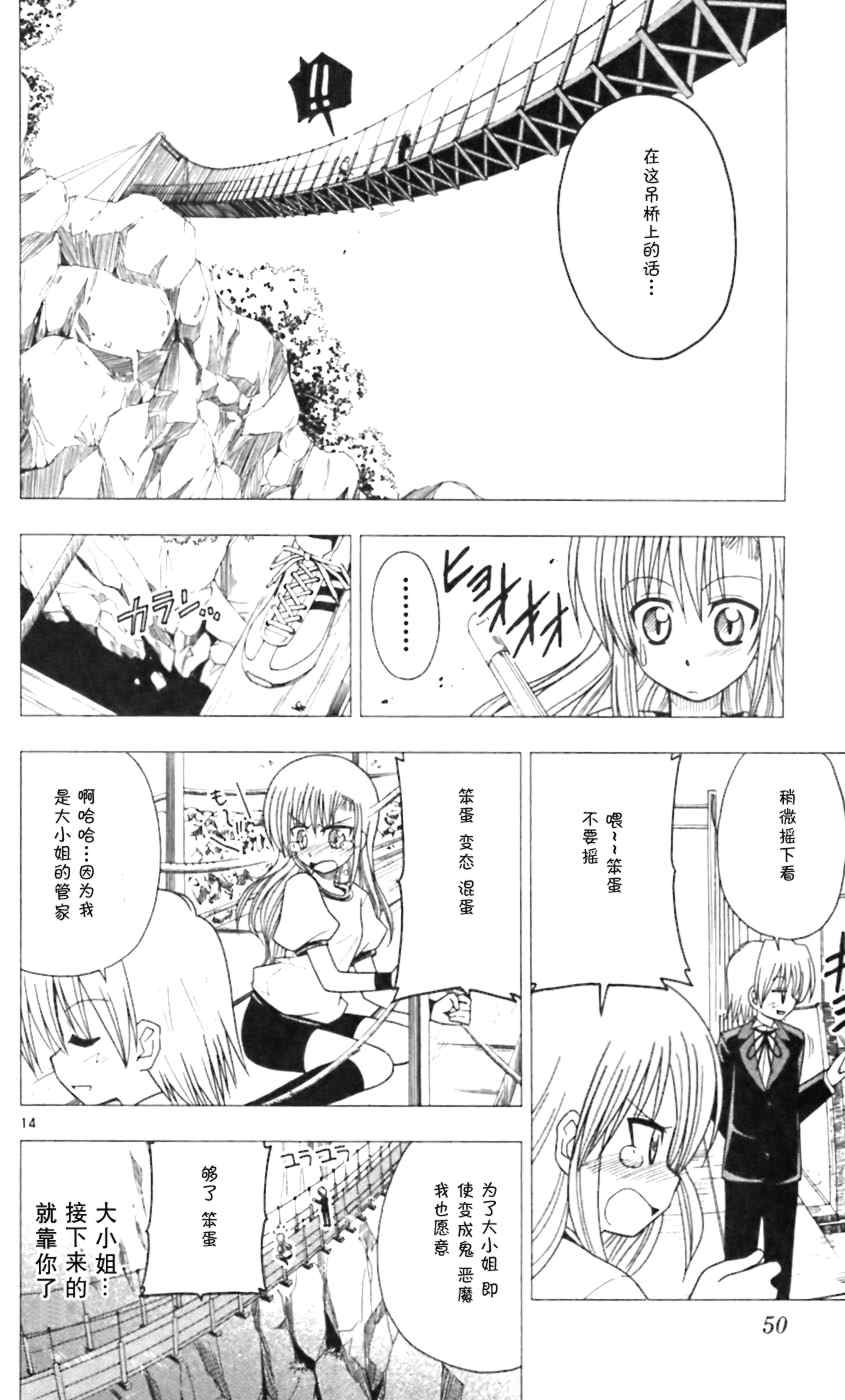 !!
在这吊桥上的话…
ヒョオオオ
………
カラン…
稍微摇下看
喂~~笨蛋
不要摇
笨蛋 变态 混蛋
も!
啊哈哈…因为我
是大小姐的管家
14
为了大小姐 即
使变成鬼 恶魔
我也愿意
ユラ ユラ
够了 笨蛋
大小姐…
接下来的
就靠你了
50